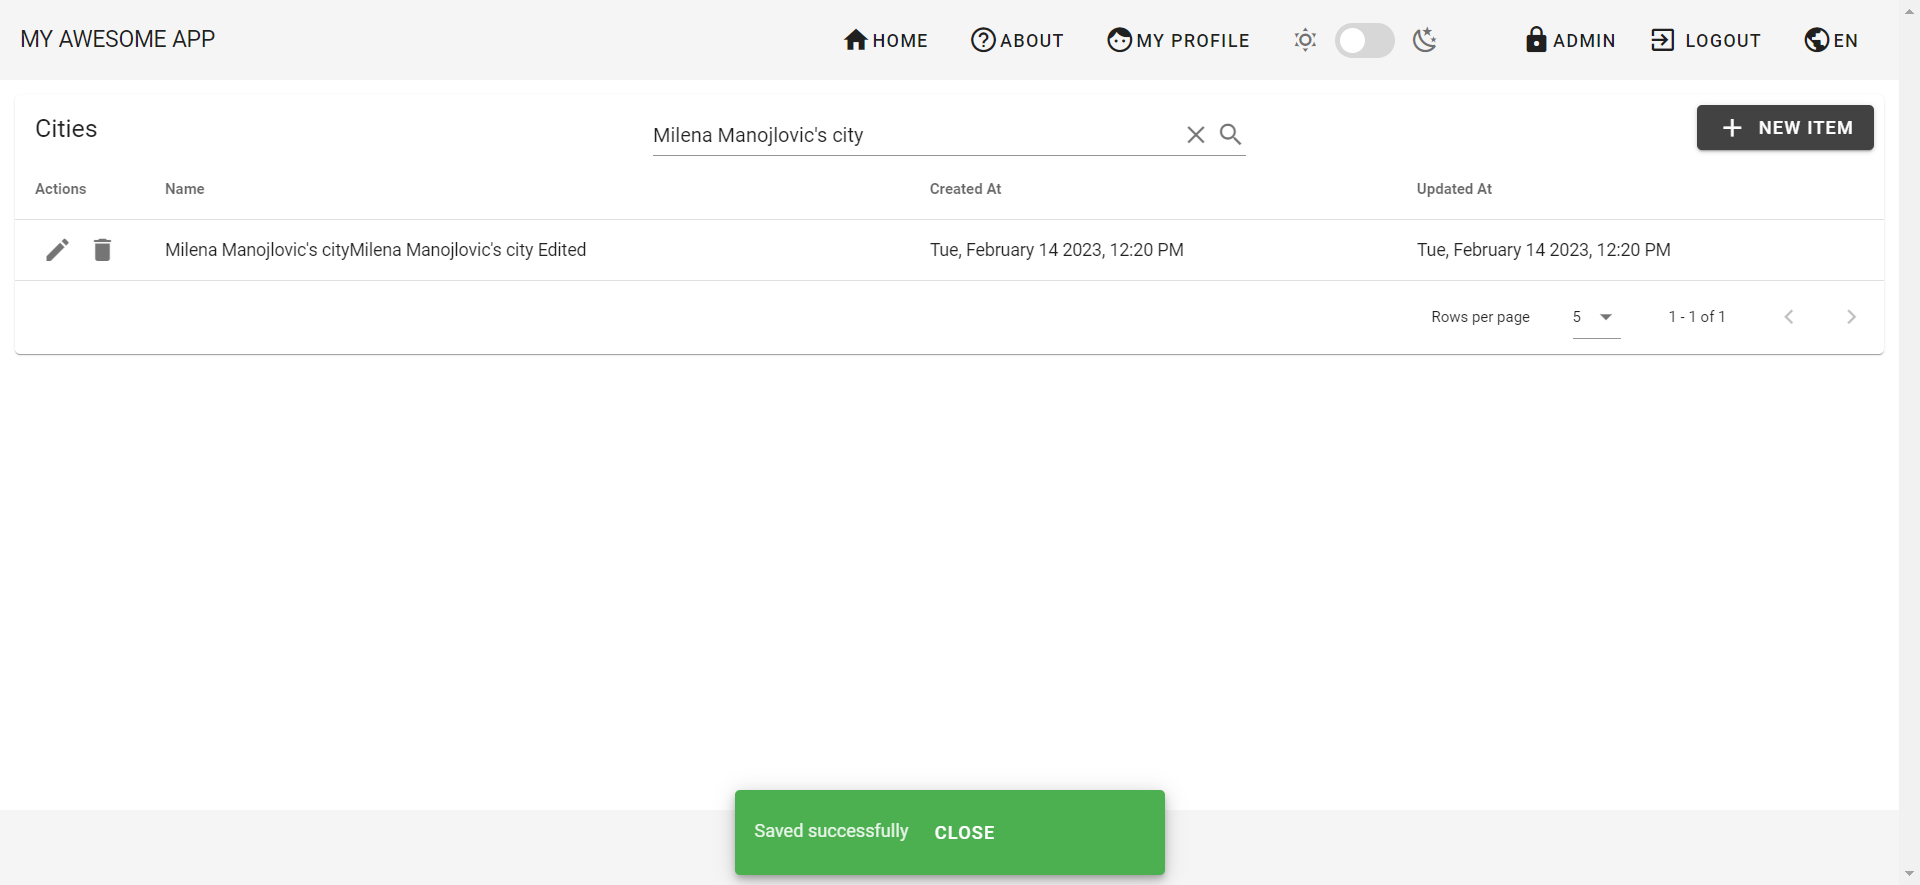 MY AWESOME APP
HOME
ABOUT
MY PROFILE
ADMIN
LOGOUT
EN
Cities
Milena Manojlovic's city
NEW ITEM
Actions
Name
Created At
Updated At
Milena Manojlovic's cityMilena Manojlovic's city Edited
Tue, February 14 2023, 12:20 PM
Tue, February 14 2023, 12:20 PM
Rows per page
5
1 - 1 of 1
Saved successfully
CLOSE